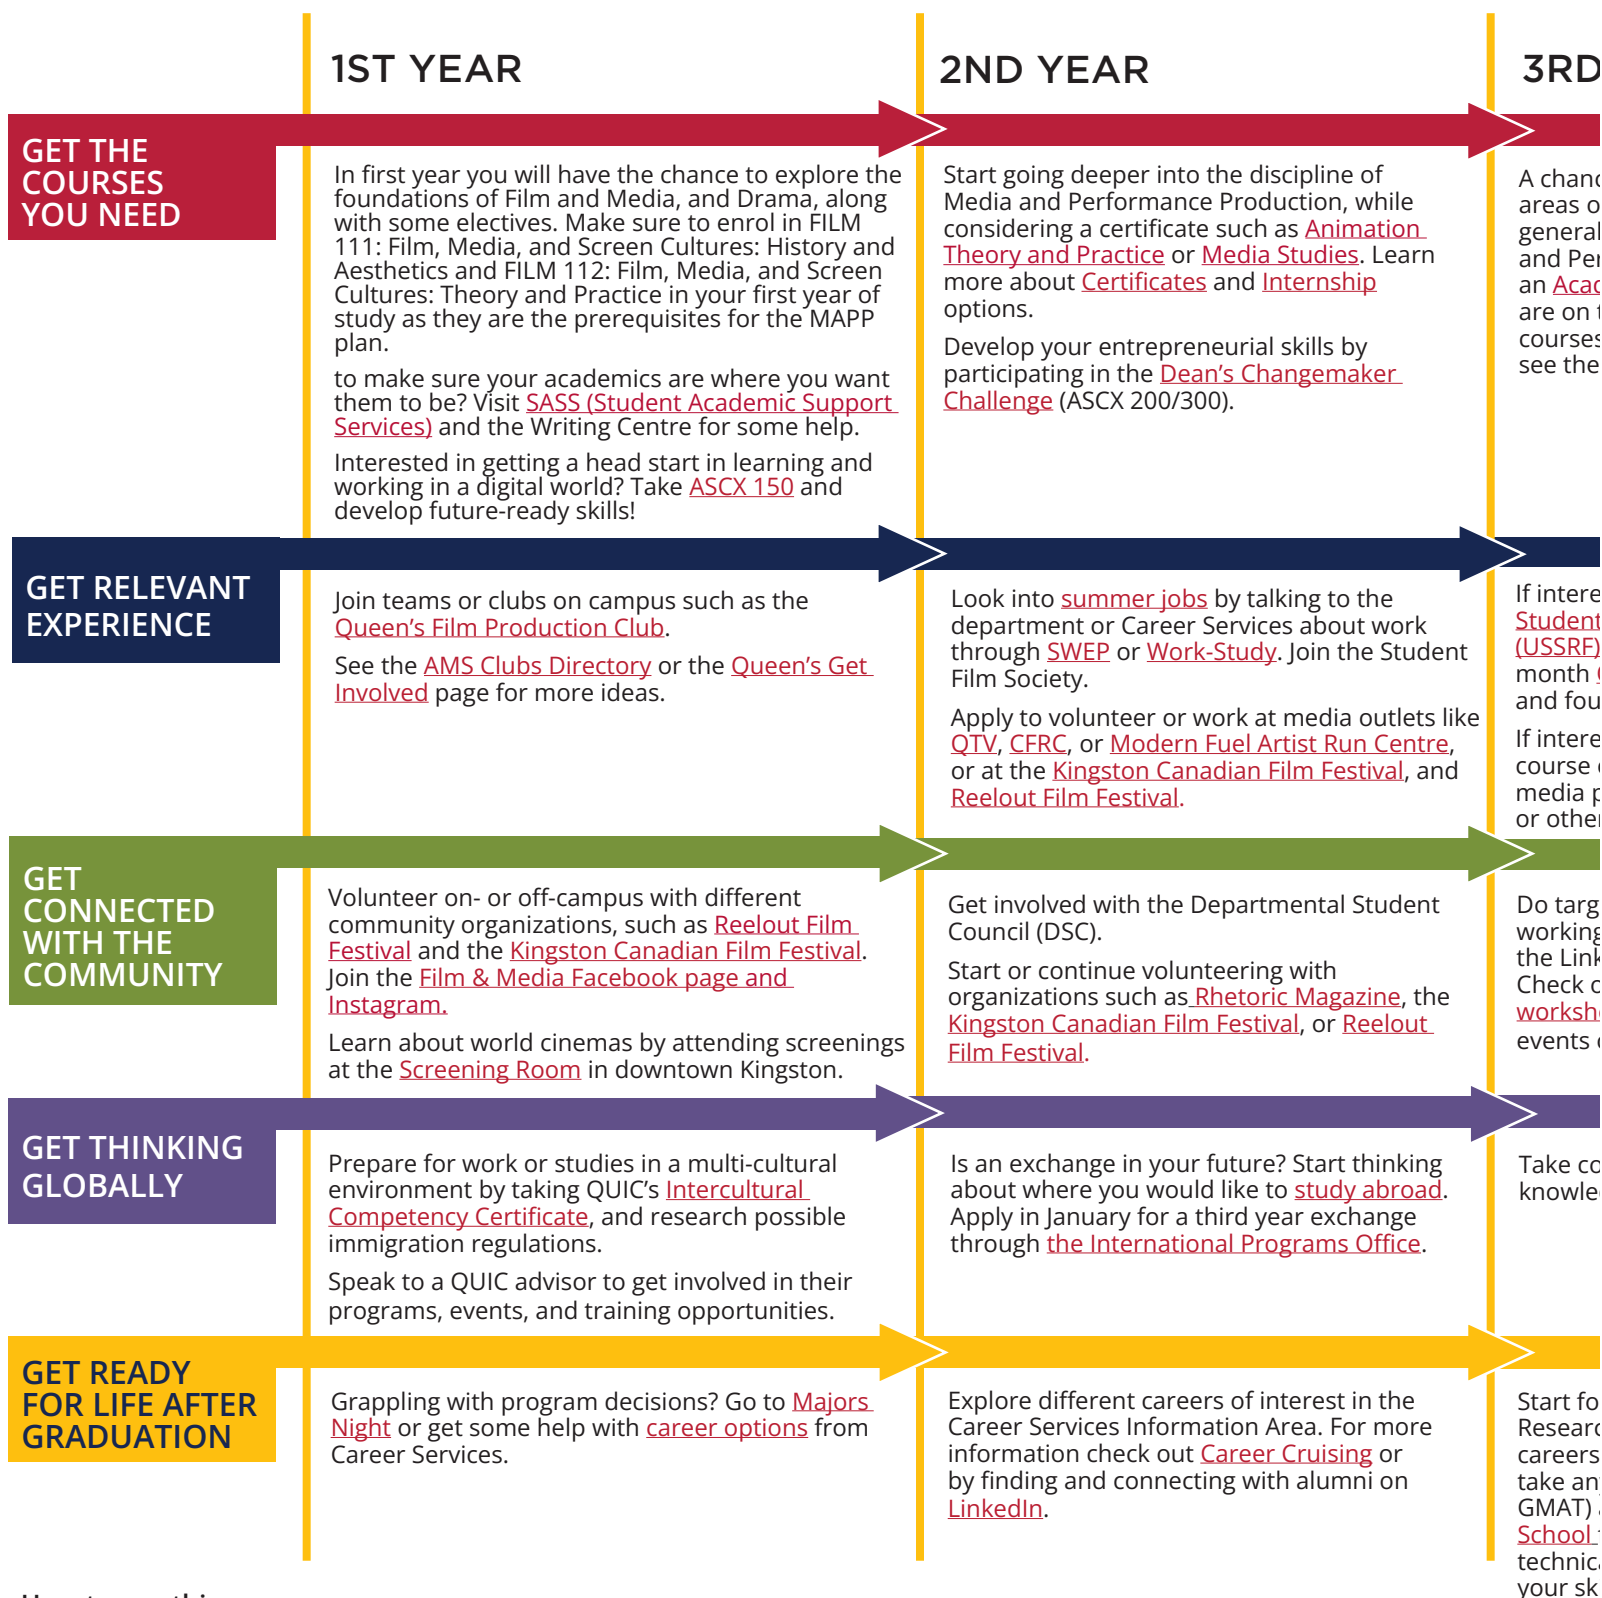 1ST YEAR
2ND YEAR
3RD
GET THE
COURSES
YOU NEED
In first year you will have the chance to explore the
foundations of Film and Media, and Drama, along
with some electives. Make sure to enrol in FILM
111: Film, Media, and Screen Cultures: History and
Aesthetics and FILM 112: Film, Media, and Screen
Cultures: Theory and Practice in your first year of
study as they are the prerequisites for the MAPP
plan.
to make sure your academics are where you want
them to be? Visit SASS (Student Academic Support
Services) and the Writing Centre for some help.
Interested in getting a head start in learning and
working in a digital world? Take ASCX 150 and
develop future-ready skills!
Start going deeper into the discipline of
Media and Performance Production, while
considering a certificate such as Animation
Theory and Practice or Media Studies. Learn
more about Certificates and Internship
options.
Develop your entrepreneurial skills by
participating in the Dean's Changemaker
Challenge (ASCX 200/300).
A
areas
general
and
an
are on
courses
see the
GET RELEVANT
EXPERIENCE
Join teams or clubs on campus such as the
Queen's Film Production Club.
See the AMS Clubs Directory or the Queen's Get
Involved page for more ideas.
Look into summer jobs by talking to the
department or Career Services about work
through SWEP or Work-Study. Join the Student
Film Society.
Apply to volunteer or work at media outlets like
QTV, CFRC, or Modern Fuel Artist Run Centre,
or at the Kingston Canadian Film Festival, and
Reelout Film Festival.
If
Student
(USSRF)
month
and
If
course
media
or
GET
CONNECTED
WITH THE
COMMUNITY
Volunteer on- or off-campus with different
community organizations, such as Reelout Film
Festival and the Kingston Canadian Film Festival.
Join the Film & Media Facebook page and
Instagram.
Learn about world cinemas by attending screenings
at the Screening Room in downtown Kingston.
Get involved with the Departmental Student
Council (DSC).
Start or continue volunteering with
organizations such as Rhetoric Magazine, the
Kingston Canadian Film Festival, or Reelout
Film Festival.
Do
working
the
Check
events
GET THINKING
GLOBALLY
Prepare for work or studies in a multi-cultural
environment by taking QUIC's Intercultural
Competency Certificate, and research possible
immigration regulations.
Speak to a QUIC advisor to get involved in their
programs, events, and training opportunities.
Is an exchange in your future? Start thinking
about where you would like to study abroad.
Apply in January for a third year exchange
through the International Programs Office.
Take
GET READY
FOR LIFE AFTER
GRADUATION
Grappling with program decisions? Go to Majors
Night or get some help with career options from
Career Services.
Explore different careers of interest in the
Career Services Information Area. For more
information check out Career Cruising or
by finding and connecting with alumni on
LinkedIn.
Start
careers
take
GMAT)
School
your